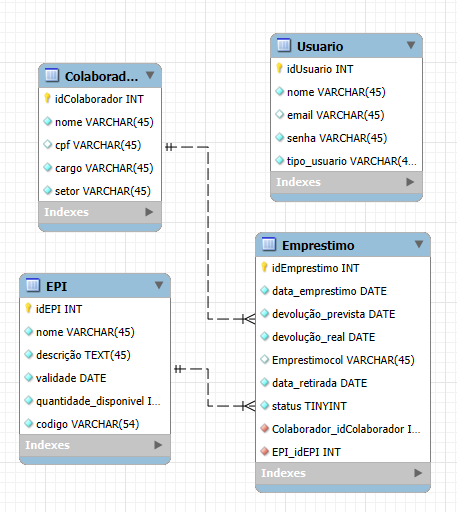 Colaborad...
idColaborador INT
nome VARCHAR(45)
cpf VARCHAR(45)
cargo VARCHAR(45)
setor VARCHAR(45)
Indexes
Usuario
idUsuario INT
nome VARCHAR(45)
email VARCHAR(45)
senha VARCHAR(45)
tipo_usuario VARCHAR(4...
Indexes
EPI
idEPI INT
nome VARCHAR(45)
descrição TEXT(45)
validade DATE
quantidade_disponivel I...
codigo VARCHAR(54)
Indexes
Emprestimo
idEmprestimo INT
data_emprestimo DATE
devolução_prevista DATE
devolução_real DATE
Emprestimocol VARCHAR(45)
data_retirada DATE
status TINYINT
Colaborador_idColaborador I...
EPI_idEPI INT
Indexes